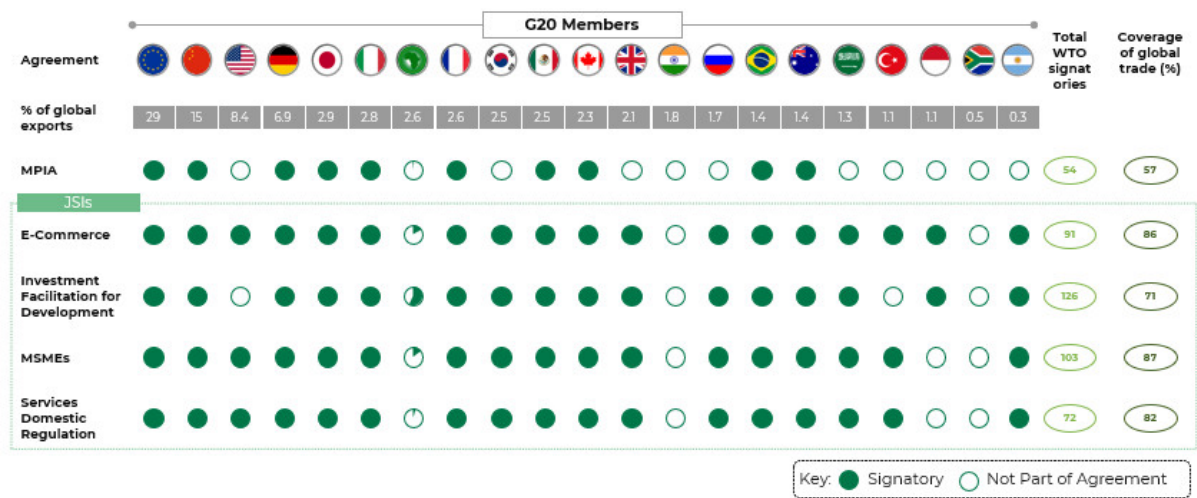 G20 Members
Agreement
Total
WTO
signat
ories
Coverage
of global
trade (%)
% of global
exports
29 15 8.4 6.9 2.9 2.8 2.6 2.6 2.5 2.5 2.3 2.1 1.8 1.7 1.4 1.4 1.3 1.1 1.1 0.5 0.3
MPIA 54 57
JSIs
E-Commerce 91 86
Investment
Facilitation for
Development
126 71
MSMEs 103 87
Services
Domestic
Regulation
72 82
Key: Signatory Not Part of Agreement